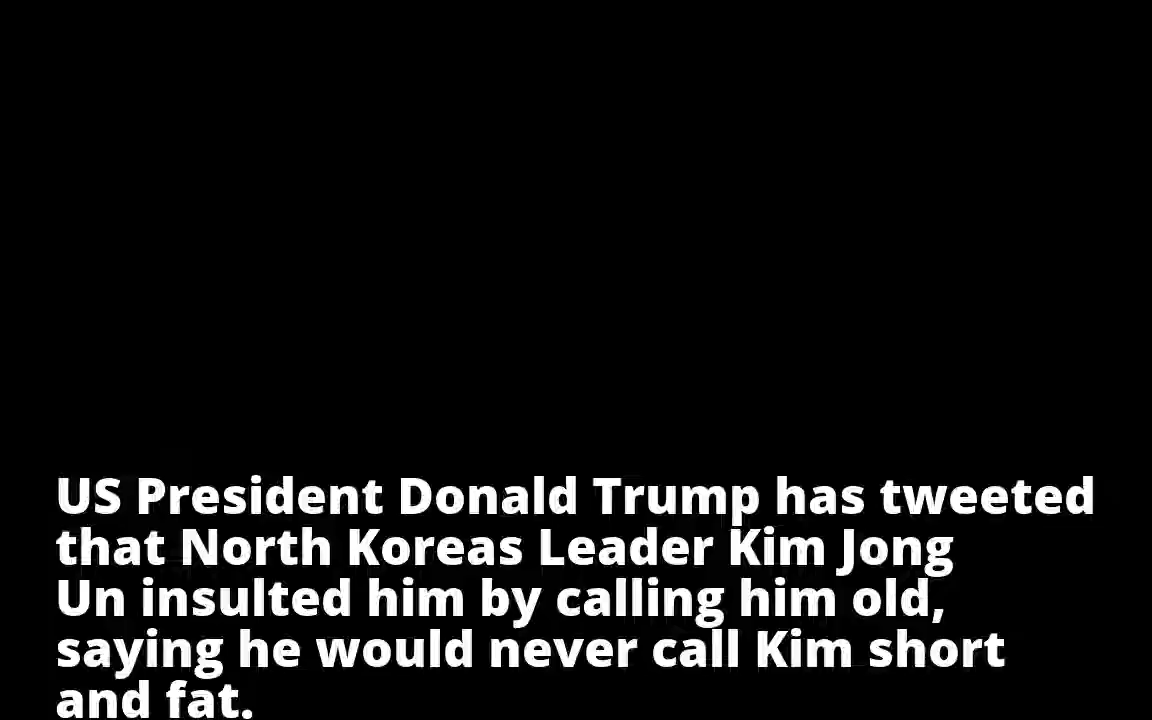 US President Donald Trump has tweeted
that North Koreas Leader Kim Jong
Un insulted him by calling him old,
saying he would never call Kim short
and fat.